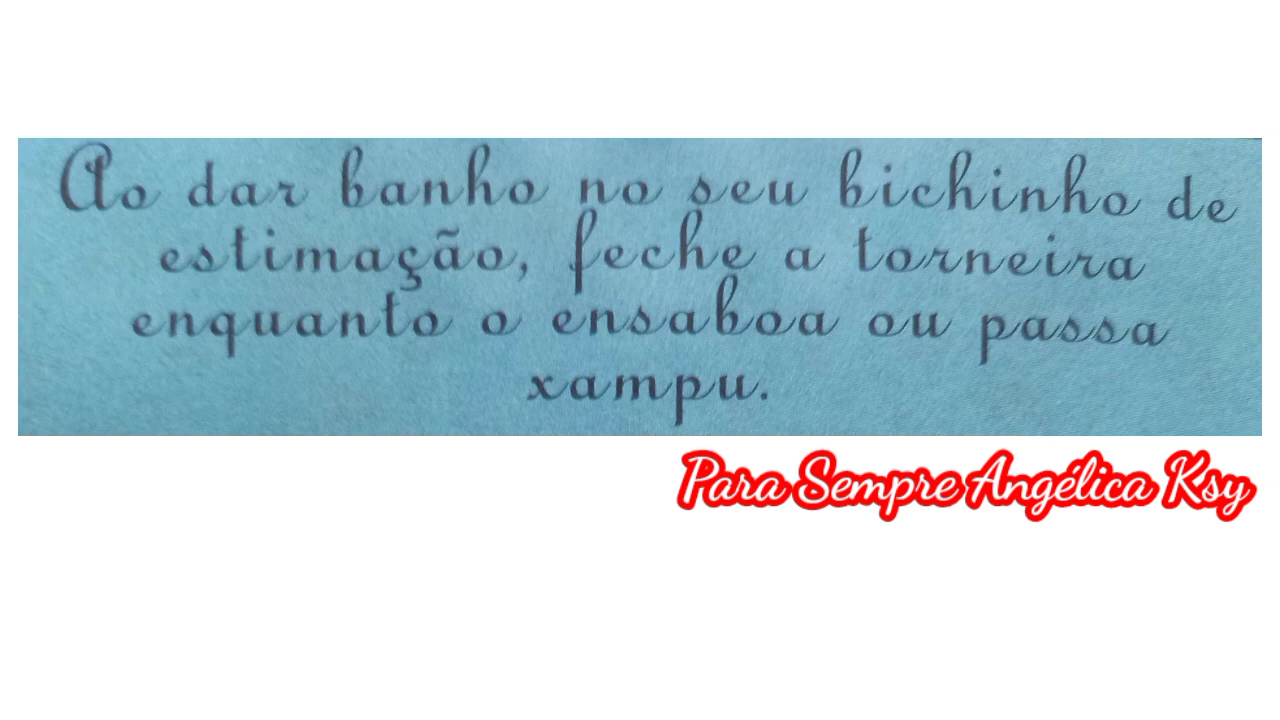 Ao dar banho no seu bichinho de
estimação, feche a torneira
enquanto o ensaboa ou passa
xampu.
Para Sempre Angélica Ksy